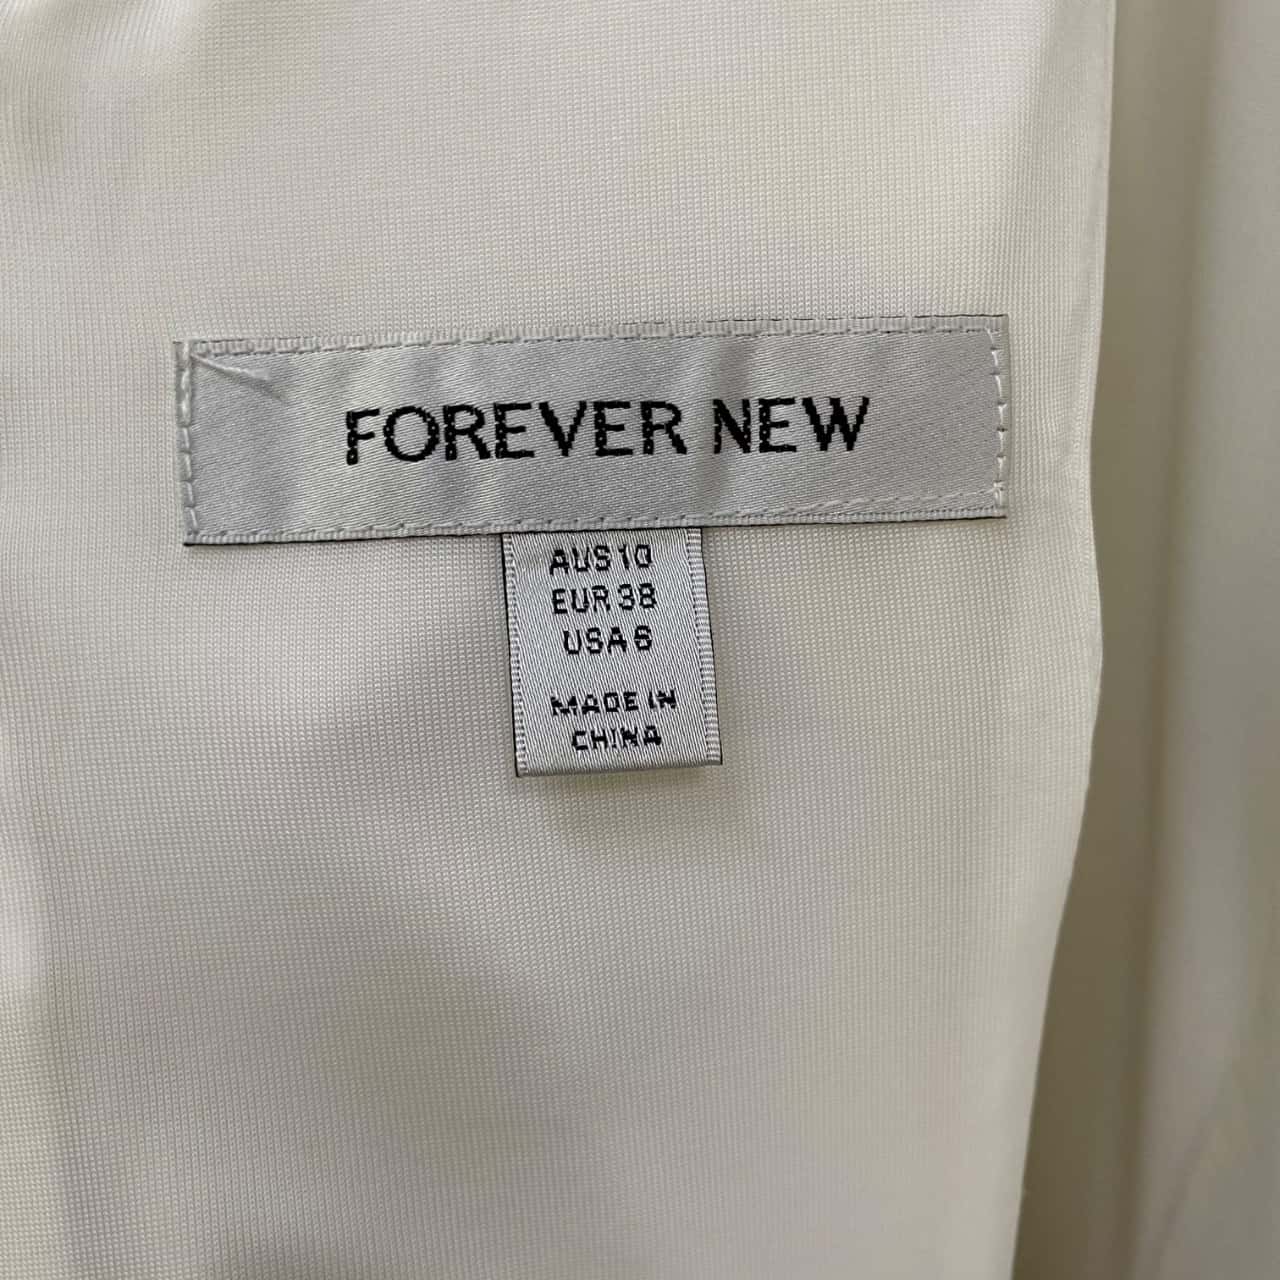 FOREVER NEW
AUS 10
EUR 38
USA 6
MADE IN
CHINA